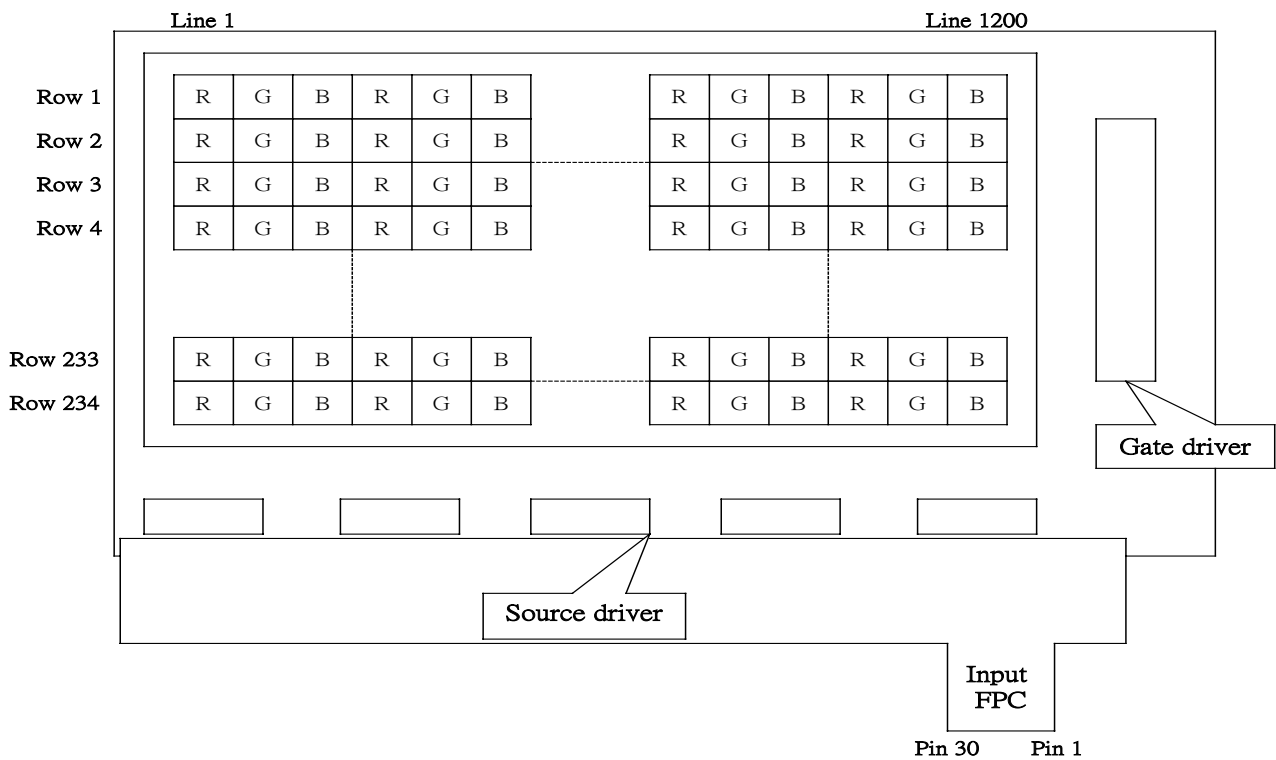 Line 1 Line 1200
Row 1 R G B R G B R G B R G B
Row 2 R G B R G B R G B R G B
Row 3 R G B R G B R G B R G B
Row 4 R G B R G B R G B R G B
Row 233 R G B R G B R G B R G B
Row 234 R G B R G B R G B R G B
Gate driver
Source driver
Input
FPC
Pin 30 Pin 1